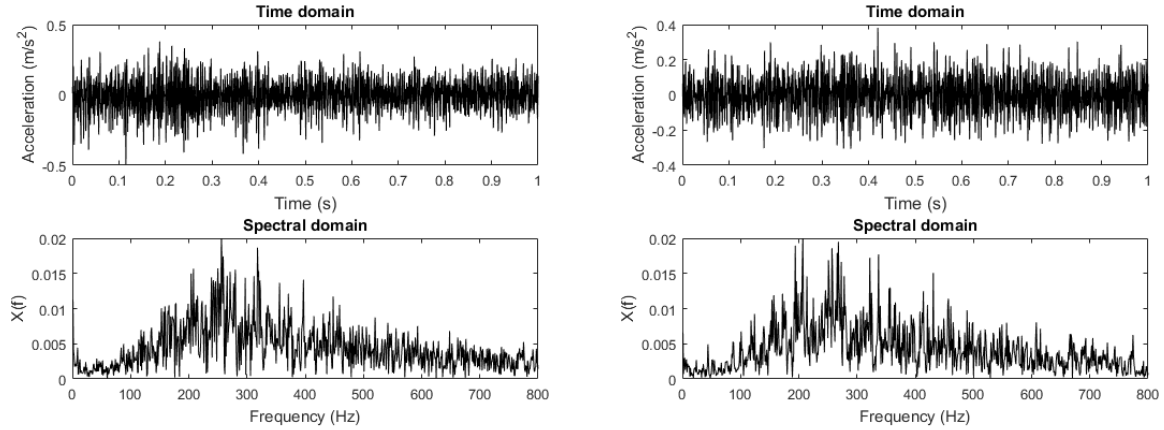 Time domain
Acceleration (m/s²)
0.5
0
-0.5
0 0.1 0.2 0.3 0.4 0.5 0.6 0.7 0.8 0.9 1
Time (s)
Spectral domain
X(f)
0.02
0.015
0.01
0.005
0
0 100 200 300 400 500 600 700 800
Frequency (Hz)
Time domain
Acceleration (m/s²)
0.4
0.2
0
-0.2
-0.4
0 0.1 0.2 0.3 0.4 0.5 0.6 0.7 0.8 0.9 1
Time (s)
Spectral domain
X(f)
0.02
0.015
0.01
0.005
0
0 100 200 300 400 500 600 700 800
Frequency (Hz)